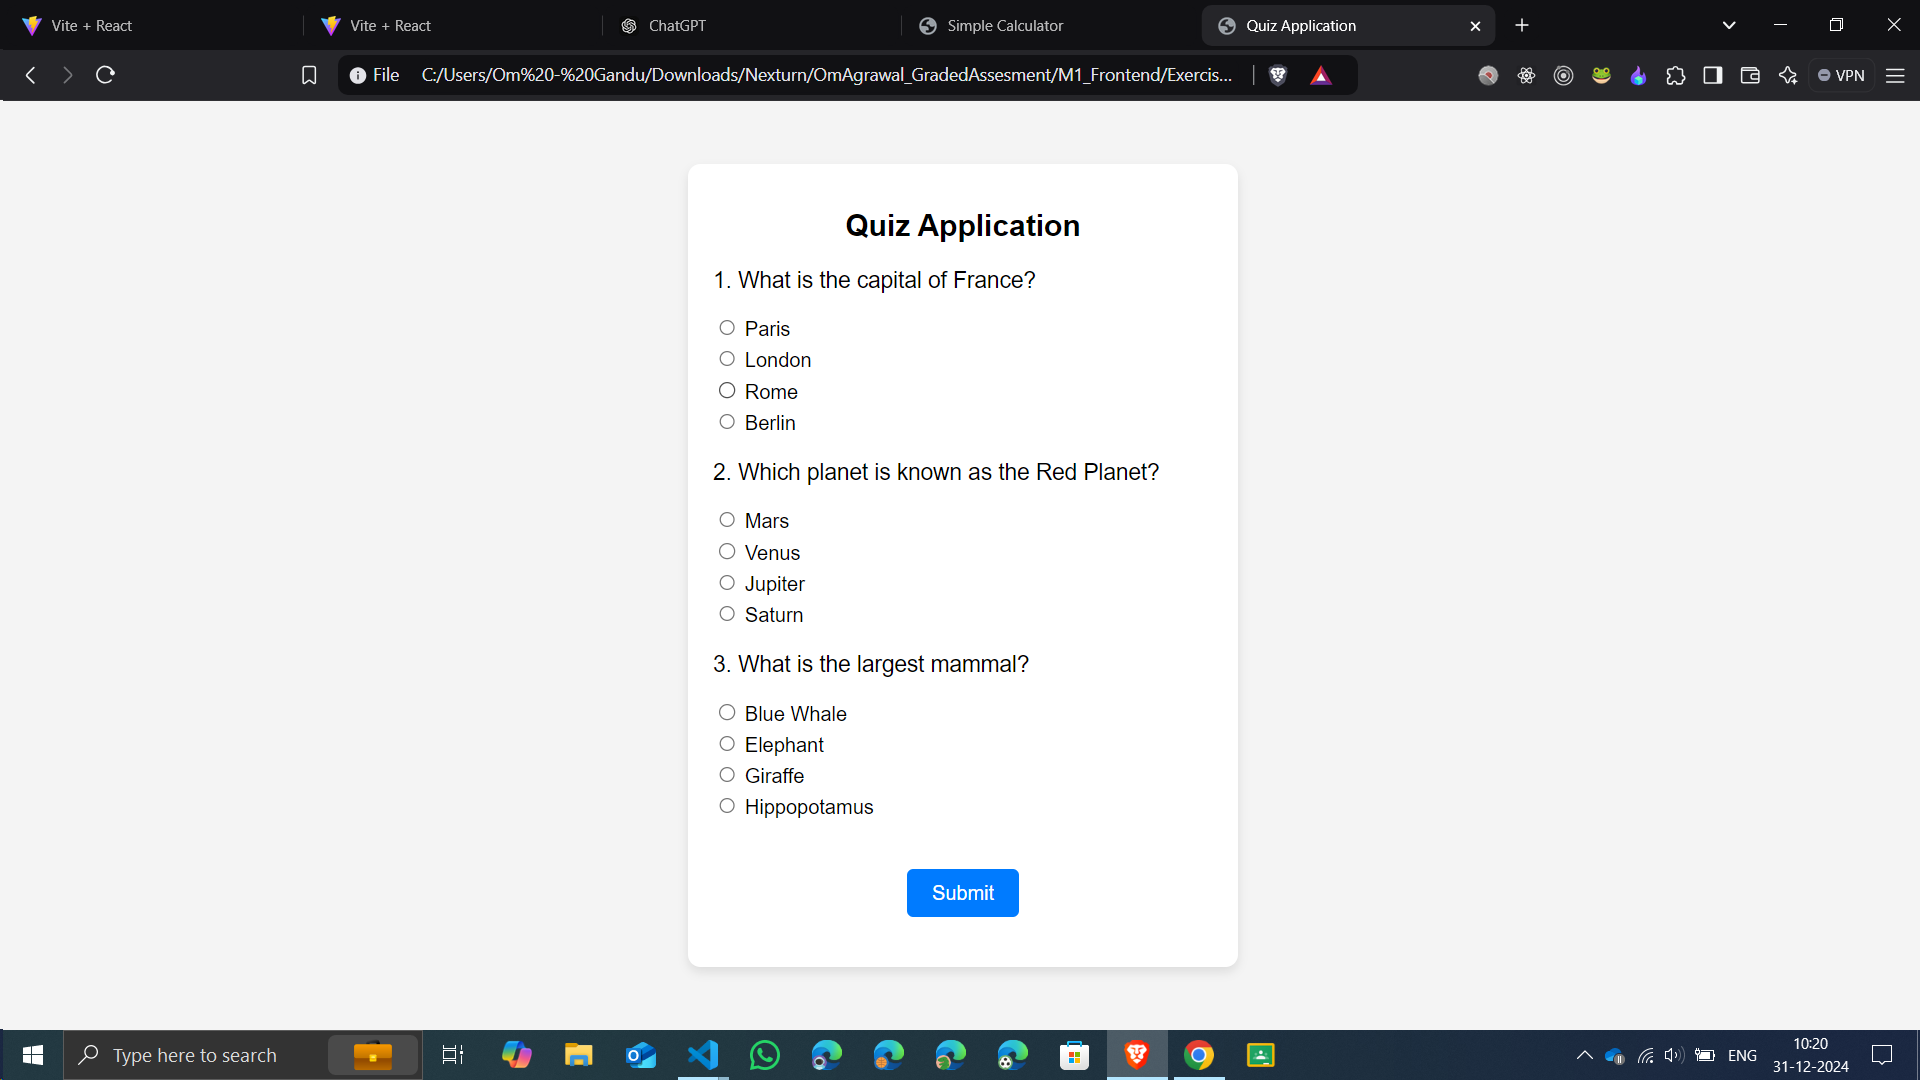 Vite + React
Vite + React
ChatGPT
Simple Calculator
Quiz Application
File C:/Users/Om%20-%20Gandu/Downloads/Nexturn/OmAgrawal_GradedAssesment/M1_Frontend/Exercis...
VPN
Quiz Application
1. What is the capital of France?
Paris
London
Rome
Berlin
2. Which planet is known as the Red Planet?
Mars
Venus
Jupiter
Saturn
3. What is the largest mammal?
Blue Whale
Elephant
Giraffe
Hippopotamus
Submit
Type here to search
ENG
10:20
31-12-2024